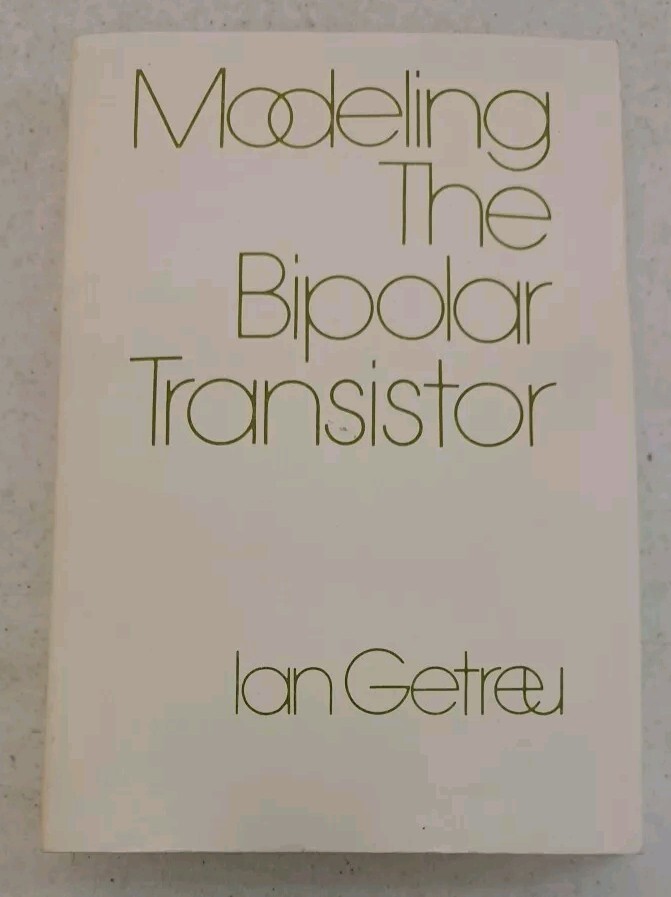 Modeling
The
Bipolar
Transistor
Ian Getreu